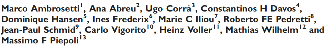 Marco Ambrosetti¹, Ana Abreu², Ugo Corrà³, Constantinos H Davos⁴,
Dominique Hansen⁵, Ines Frederix⁶, Marie C Iliou⁷, Roberto FE Pedretti⁸,
Jean-Paul Schmid⁹, Carlo Vigorito¹⁰, Heinz Voller¹¹, Mathias Wilhelm¹² and
Massimo F Piepoli¹³